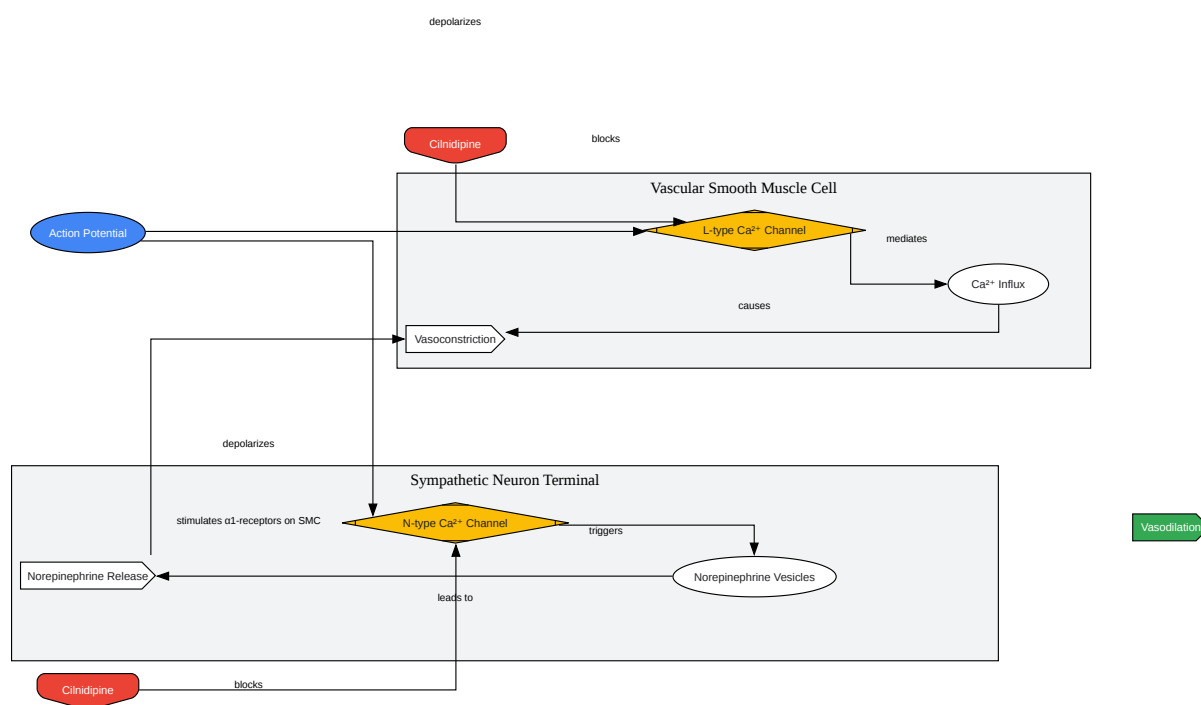 depolarizes
Cilnidipine
blocks
Vascular Smooth Muscle Cell
Action Potential
L-type Ca²⁺ Channel
mediates
Ca²⁺ Influx
causes
Vasoconstriction
depolarizes
Sympathetic Neuron Terminal
stimulates α1-receptors on SMC
N-type Ca²⁺ Channel
triggers
Vasodilation
Norepinephrine Release
Norepinephrine Vesicles
leads to
blocks
Cilnidipine